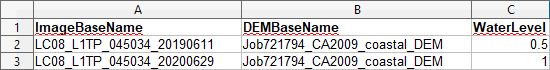 A B C
1 ImageBaseName DEMBaseName WaterLevel
2 LC08_L1TP_045034_20190611 Job721794_CA2009_coastal_DEM 0.5
3 LC08_L1TP_045034_20200629 Job721794_CA2009_coastal_DEM 1